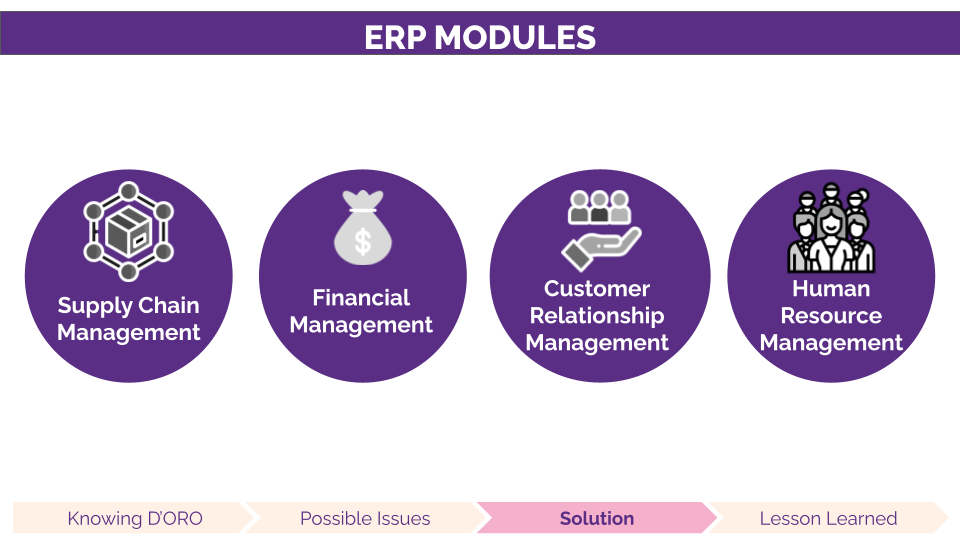 ERP MODULES
$
Supply Chain
Management
Financial
Management
Customer
Relationship
Management
Human
Resource
Management
Knowing D’ORO
Possible Issues
Solution
Lesson Learned